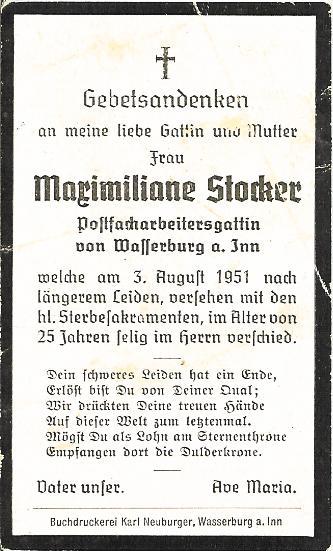 Gebetsandenken
an meine liebe Gattin und Mutter
Frau
Maximiliane Stocker
Postfacharbeitersgattin
von Wasserburg a. Inn
welche am 3. August 1951 nach
längerem Leiden, versehen mit den
hl. Sterbesakramenten, im Alter von
25 Jahren selig im Herrn verschied.
Dein schweres Leiden hat ein Ende,
Erlöst bist Du von Deiner Qual;
Wir drückten Deine treuen Hände
Auf dieser Welt zum letztenmal.
Mögst Du als Lohn am Sternenthrone
Empfangen dort die Dulderkrone.
Vater unser. Ave Maria.
Buchdruckerei Karl Neuburger, Wasserburg a. Inn